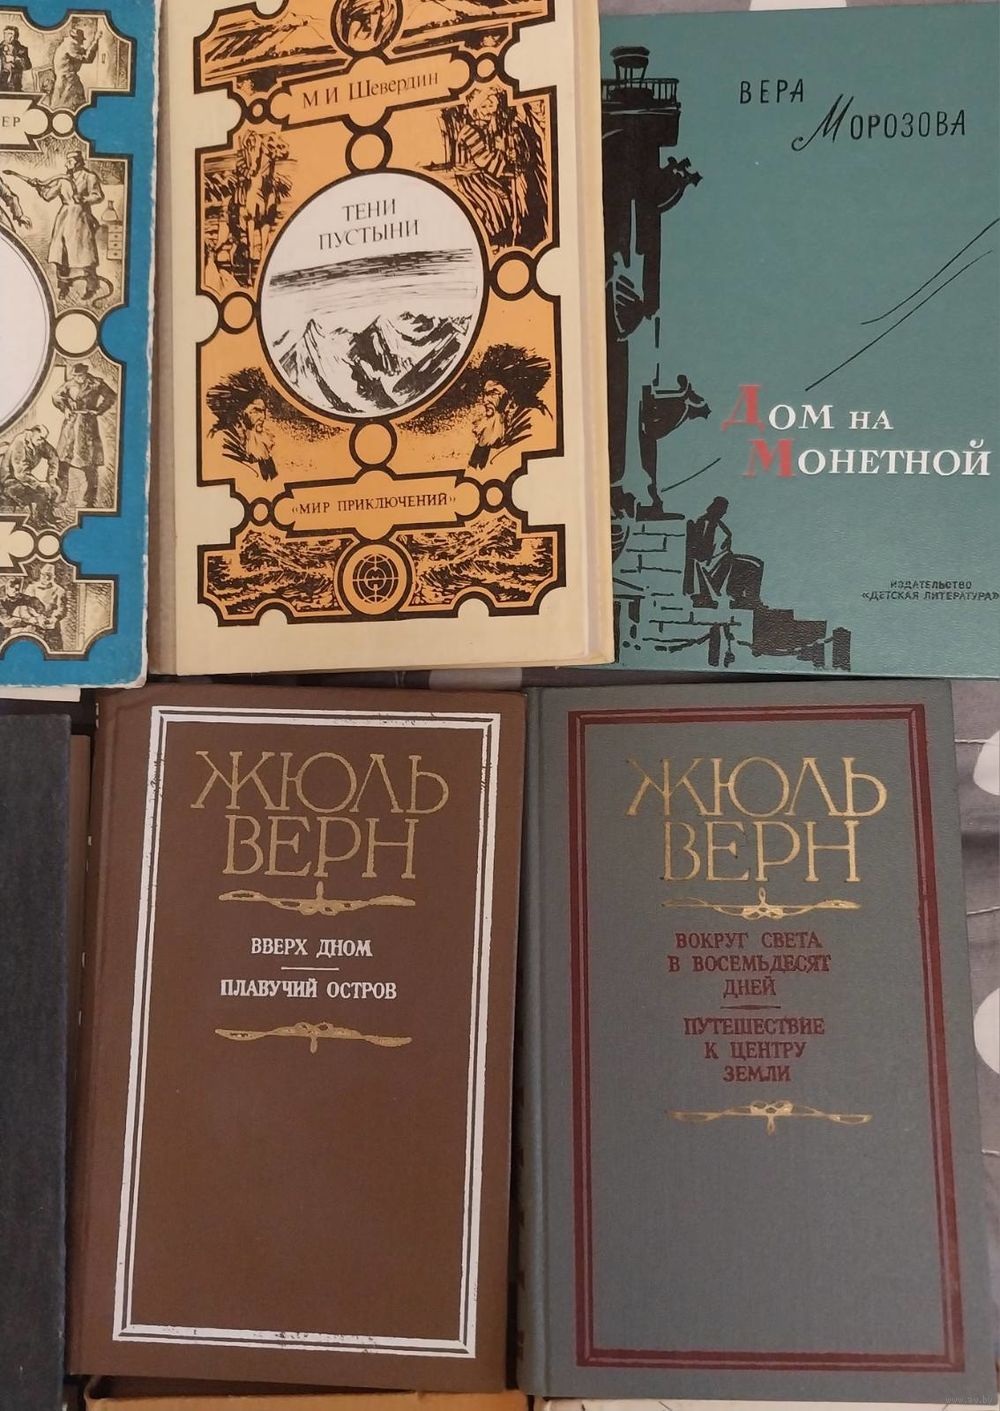 ЕР
М И Шевердин
ТЕНИ
ПУСТЫНИ
«МИР ПРИКЛЮЧЕНИЙ»
ВЕРА
МОРОЗОВА
ДОМ НА
МОНЕТНОЙ
ИЗДАТЕЛЬСТВО
«ДЕТСКАЯ ЛИТЕРАТУРА»
ЖЮЛЬ
ВЕРН
ВВЕРХ ДНОМ
ПЛАВУЧИЙ ОСТРОВ
ЖЮЛЬ
ВЕРН
ВОКРУГ СВЕТА
В ВОСЕМЬДЕСЯТ
ДНЕЙ
ПУТЕШЕСТВИЕ
К ЦЕНТРУ
ЗЕМЛИ